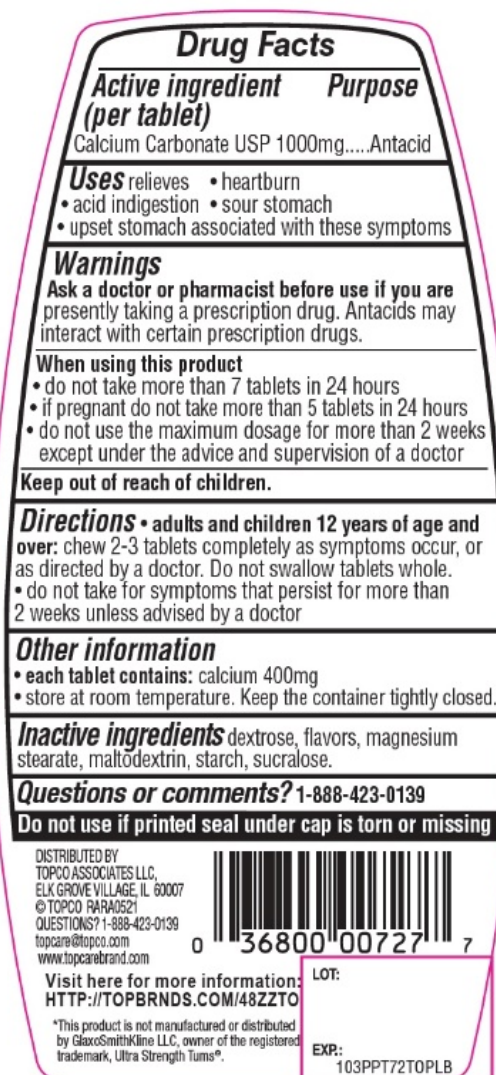 Drug Facts
Active ingredient Purpose
(per tablet)
Calcium Carbonate USP 1000mg.....Antacid
Uses relieves • heartburn
• acid indigestion • sour stomach
• upset stomach associated with these symptoms
Warnings
Ask a doctor or pharmacist before use if you are
presently taking a prescription drug. Antacids may
interact with certain prescription drugs.
When using this product
• do not take more than 7 tablets in 24 hours
• if pregnant do not take more than 5 tablets in 24 hours
• do not use the maximum dosage for more than 2 weeks
except under the advice and supervision of a doctor
Keep out of reach of children.
Directions • adults and children 12 years of age and
over: chew 2-3 tablets completely as symptoms occur, or
as directed by a doctor. Do not swallow tablets whole.
• do not take for symptoms that persist for more than
2 weeks unless advised by a doctor
Other information
• each tablet contains: calcium 400mg
• store at room temperature. Keep the container tightly closed.
Inactive ingredients dextrose, flavors, magnesium
stearate, maltodextrin, starch, sucralose.
Questions or comments? 1-888-423-0139
Do not use if printed seal under cap is torn or missing
DISTRIBUTED BY
TOPCO ASSOCIATES LLC,
ELK GROVE VILLAGE, IL 60007
© TOPCO RARA0521
QUESTIONS? 1-888-423-0139
topcare@topco.com
www.topcarebrand.com
0 36800 00727 7
Visit here for more information:
HTTP://TOPBRNDS.COM/48ZZTO
*This product is not manufactured or distributed
by GlaxoSmithKline LLC, owner of the registered
trademark, Ultra Strength Tums®.
LOT:
EXP.:
103PPT72TOPLB